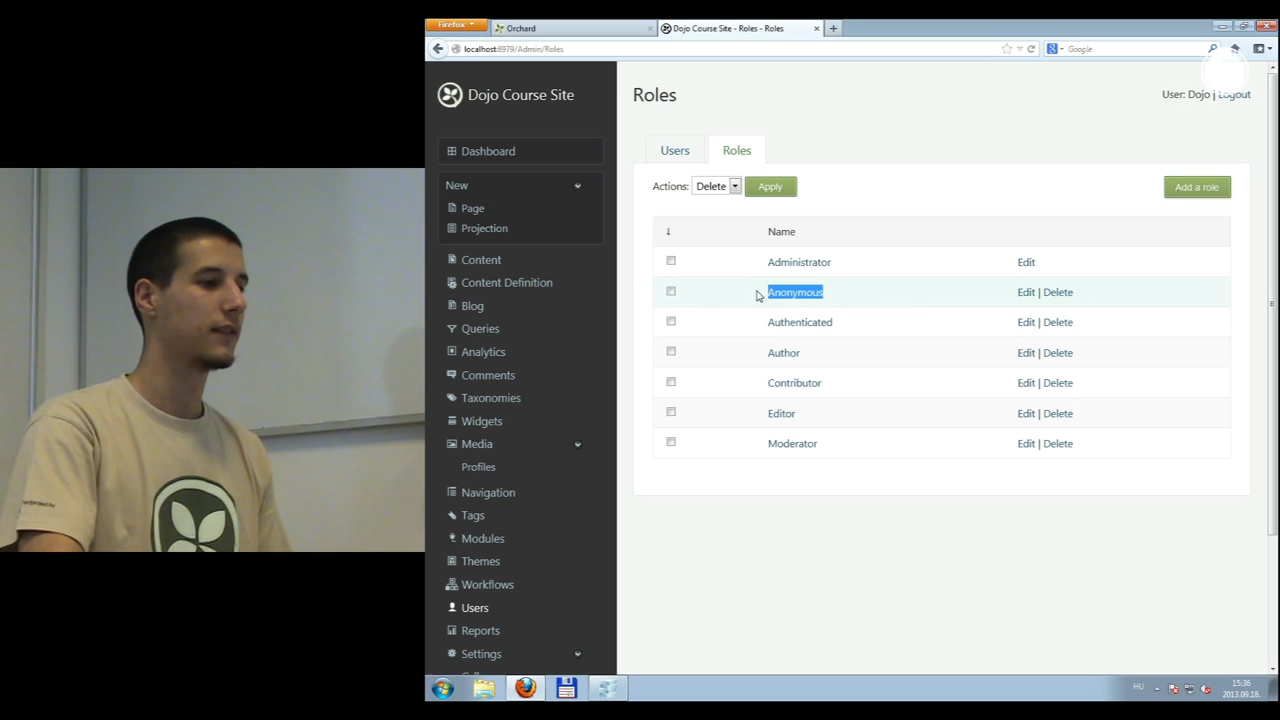 Firefox
Orchard
Dojo Course Site - Roles - Roles
localhost:8979/Admin/Roles
Google
Dojo Course Site
Dashboard
New
Page
Projection
Content
Content Definition
Blog
Queries
Analytics
Comments
Taxonomies
Widgets
Media
Profiles
Navigation
Tags
Modules
Themes
Workflows
Users
Reports
Settings
Roles
User: Dojo | Logout
Users
Roles
Actions: Delete Apply
Add a role
↓ Name
Administrator Edit
Anonymous Edit | Delete
Authenticated Edit | Delete
Author Edit | Delete
Contributor Edit | Delete
Editor Edit | Delete
Moderator Edit | Delete
HU
15:36
2013.09.18.